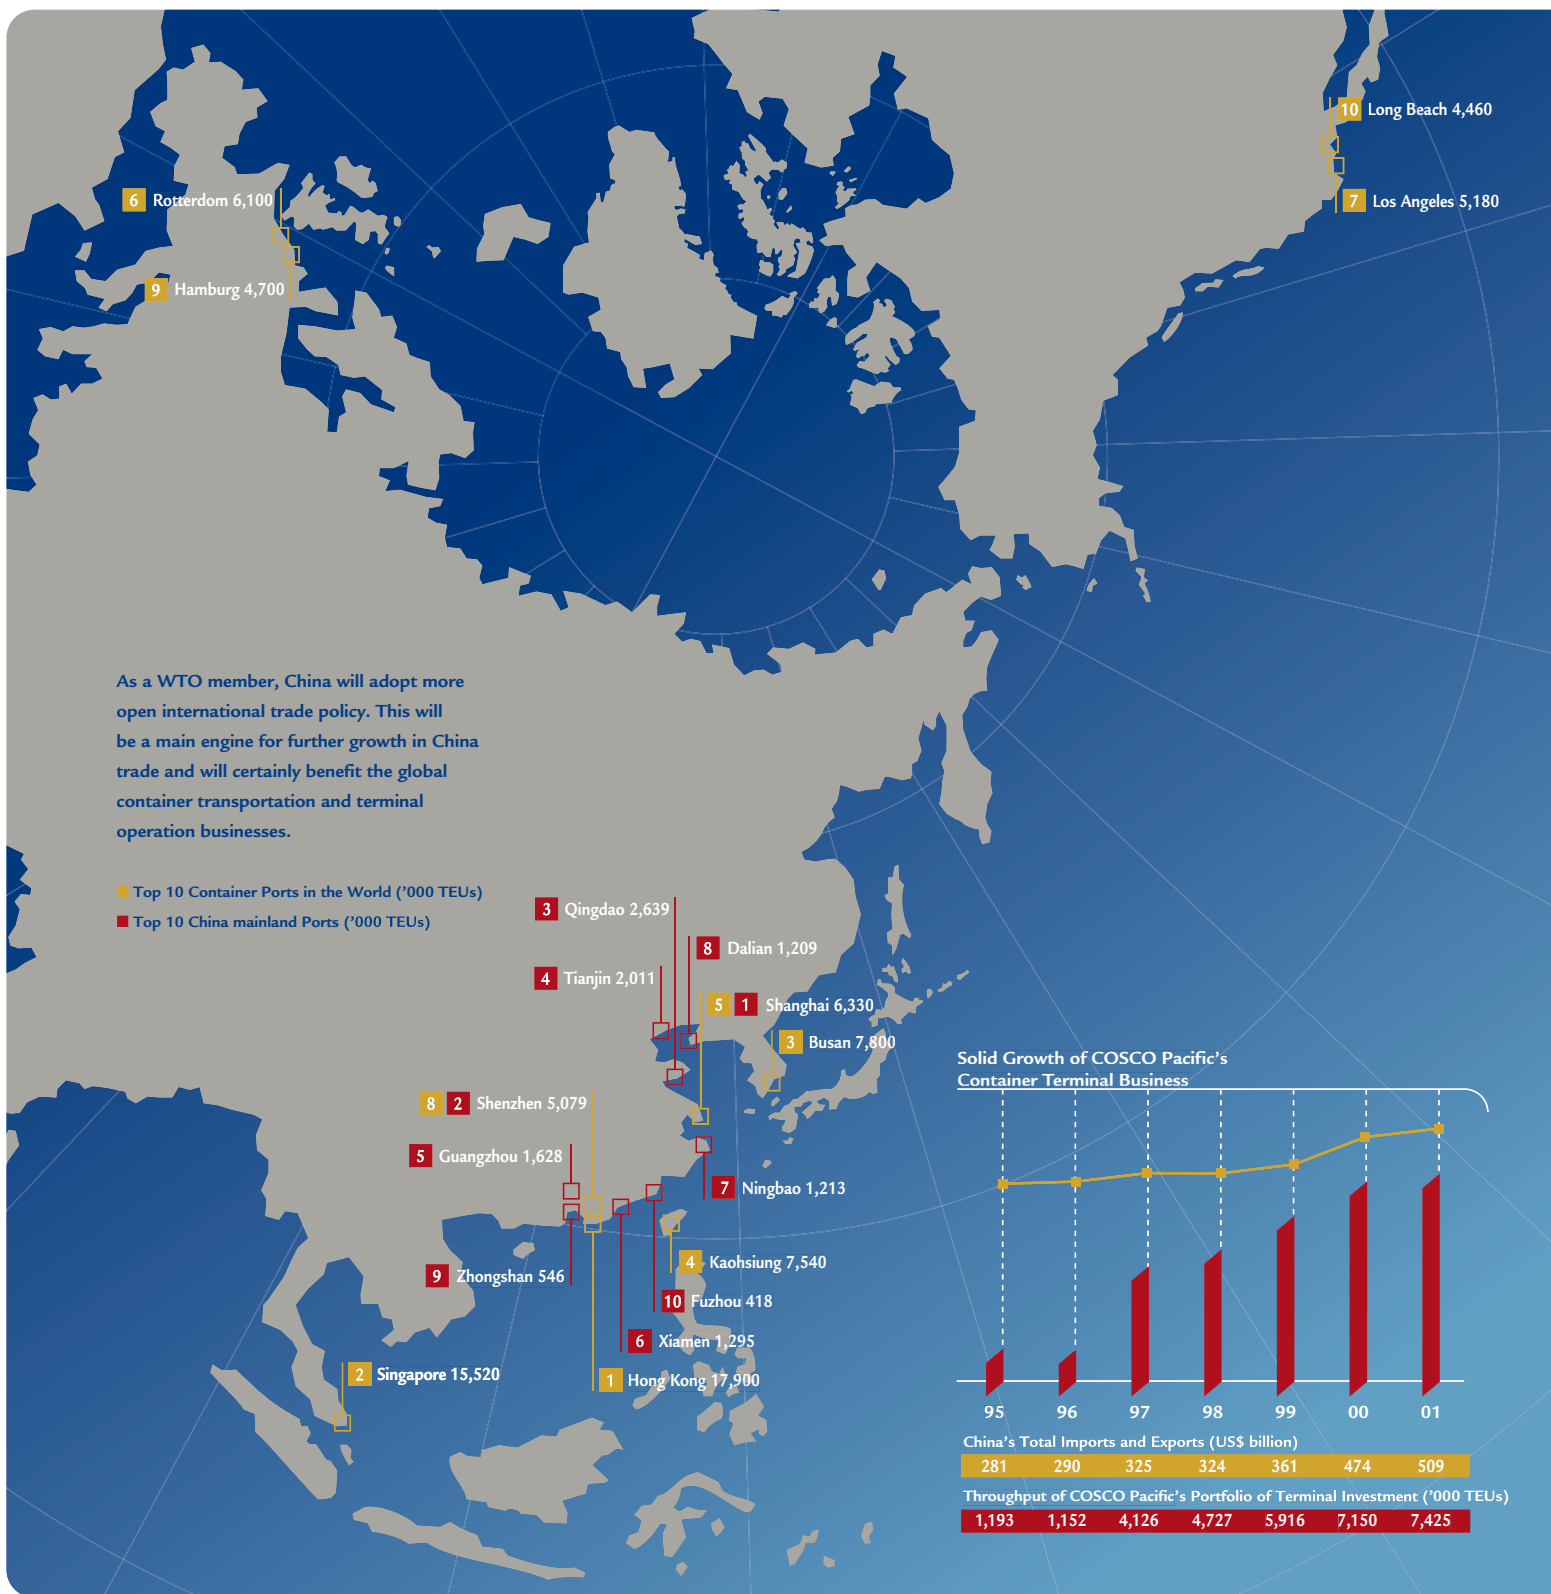 10 Long Beach 4,460
6 Rotterdom 6,100
7 Los Angeles 5,180
9 Hamburg 4,700
As a WTO member, China will adopt more
open international trade policy. This will
be a main engine for further growth in China
trade and will certainly benefit the global
container transportation and terminal
operation businesses.
Top 10 Container Ports in the World ('000 TEUs)
Top 10 China mainland Ports ('000 TEUs)
3 Qingdao 2,639
8 Dalian 1,209
4 Tianjin 2,011
5 1 Shanghai 6,330
3 Busan 7,800
8 2 Shenzhen 5,079
5 Guangzhou 1,628
7 Ningbao 1,213
4 Kaohsiung 7,540
9 Zhongshan 546
10 Fuzhou 418
6 Xiamen 1,295
2 Singapore 15,520
1 Hong Kong 17,900
Solid Growth of COSCO Pacific's
Container Terminal Business
95 96 97 98 99 00 01
China's Total Imports and Exports (US$ billion)
281 290 325 324 361 474 509
Throughput of COSCO Pacific's Portfolio of Terminal Investment ('000 TEUs)
1,193 1,152 4,126 4,727 5,916 7,150 7,425